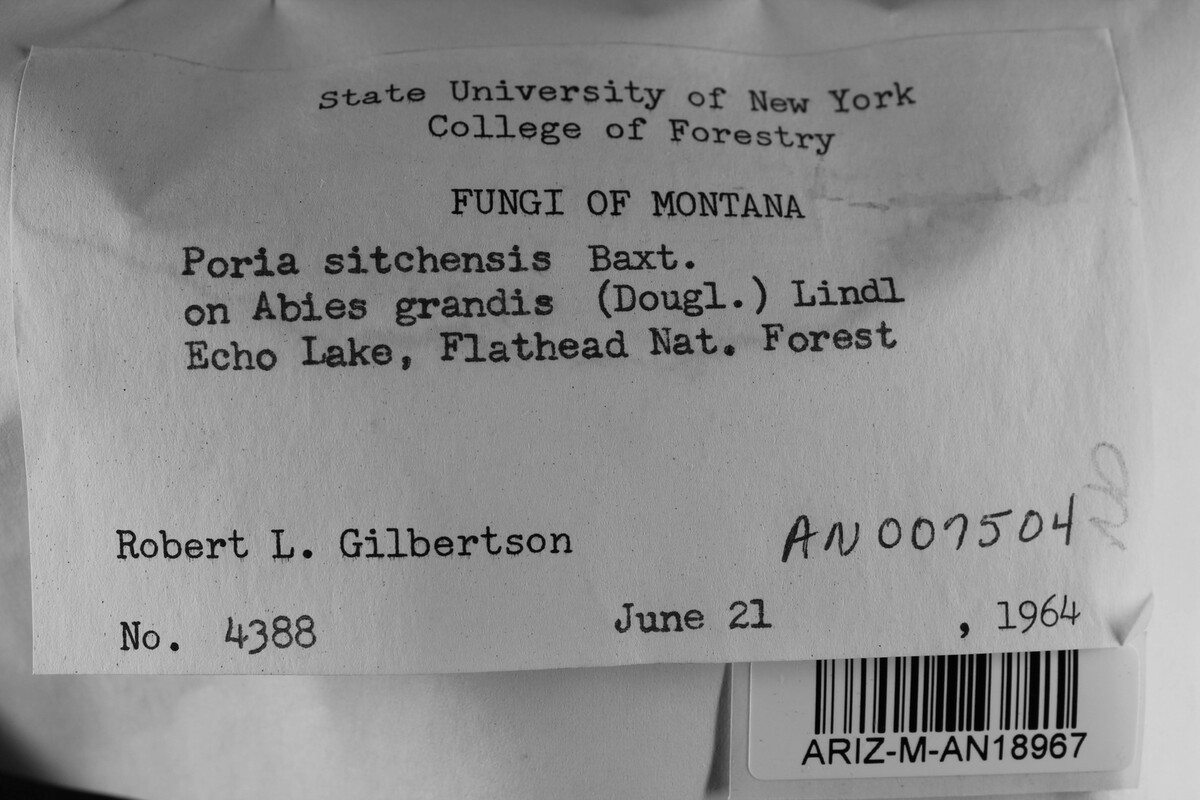 State University of New York
College of Forestry
FUNGI OF MONTANA
Poria sitchensis Baxt.
on Abies grandis (Dougl.) Lindl
Echo Lake, Flathead Nat. Forest
Robert L. Gilbertson
AN007504
No. 4388
June 21 , 1964
ARIZ-M-AN18967